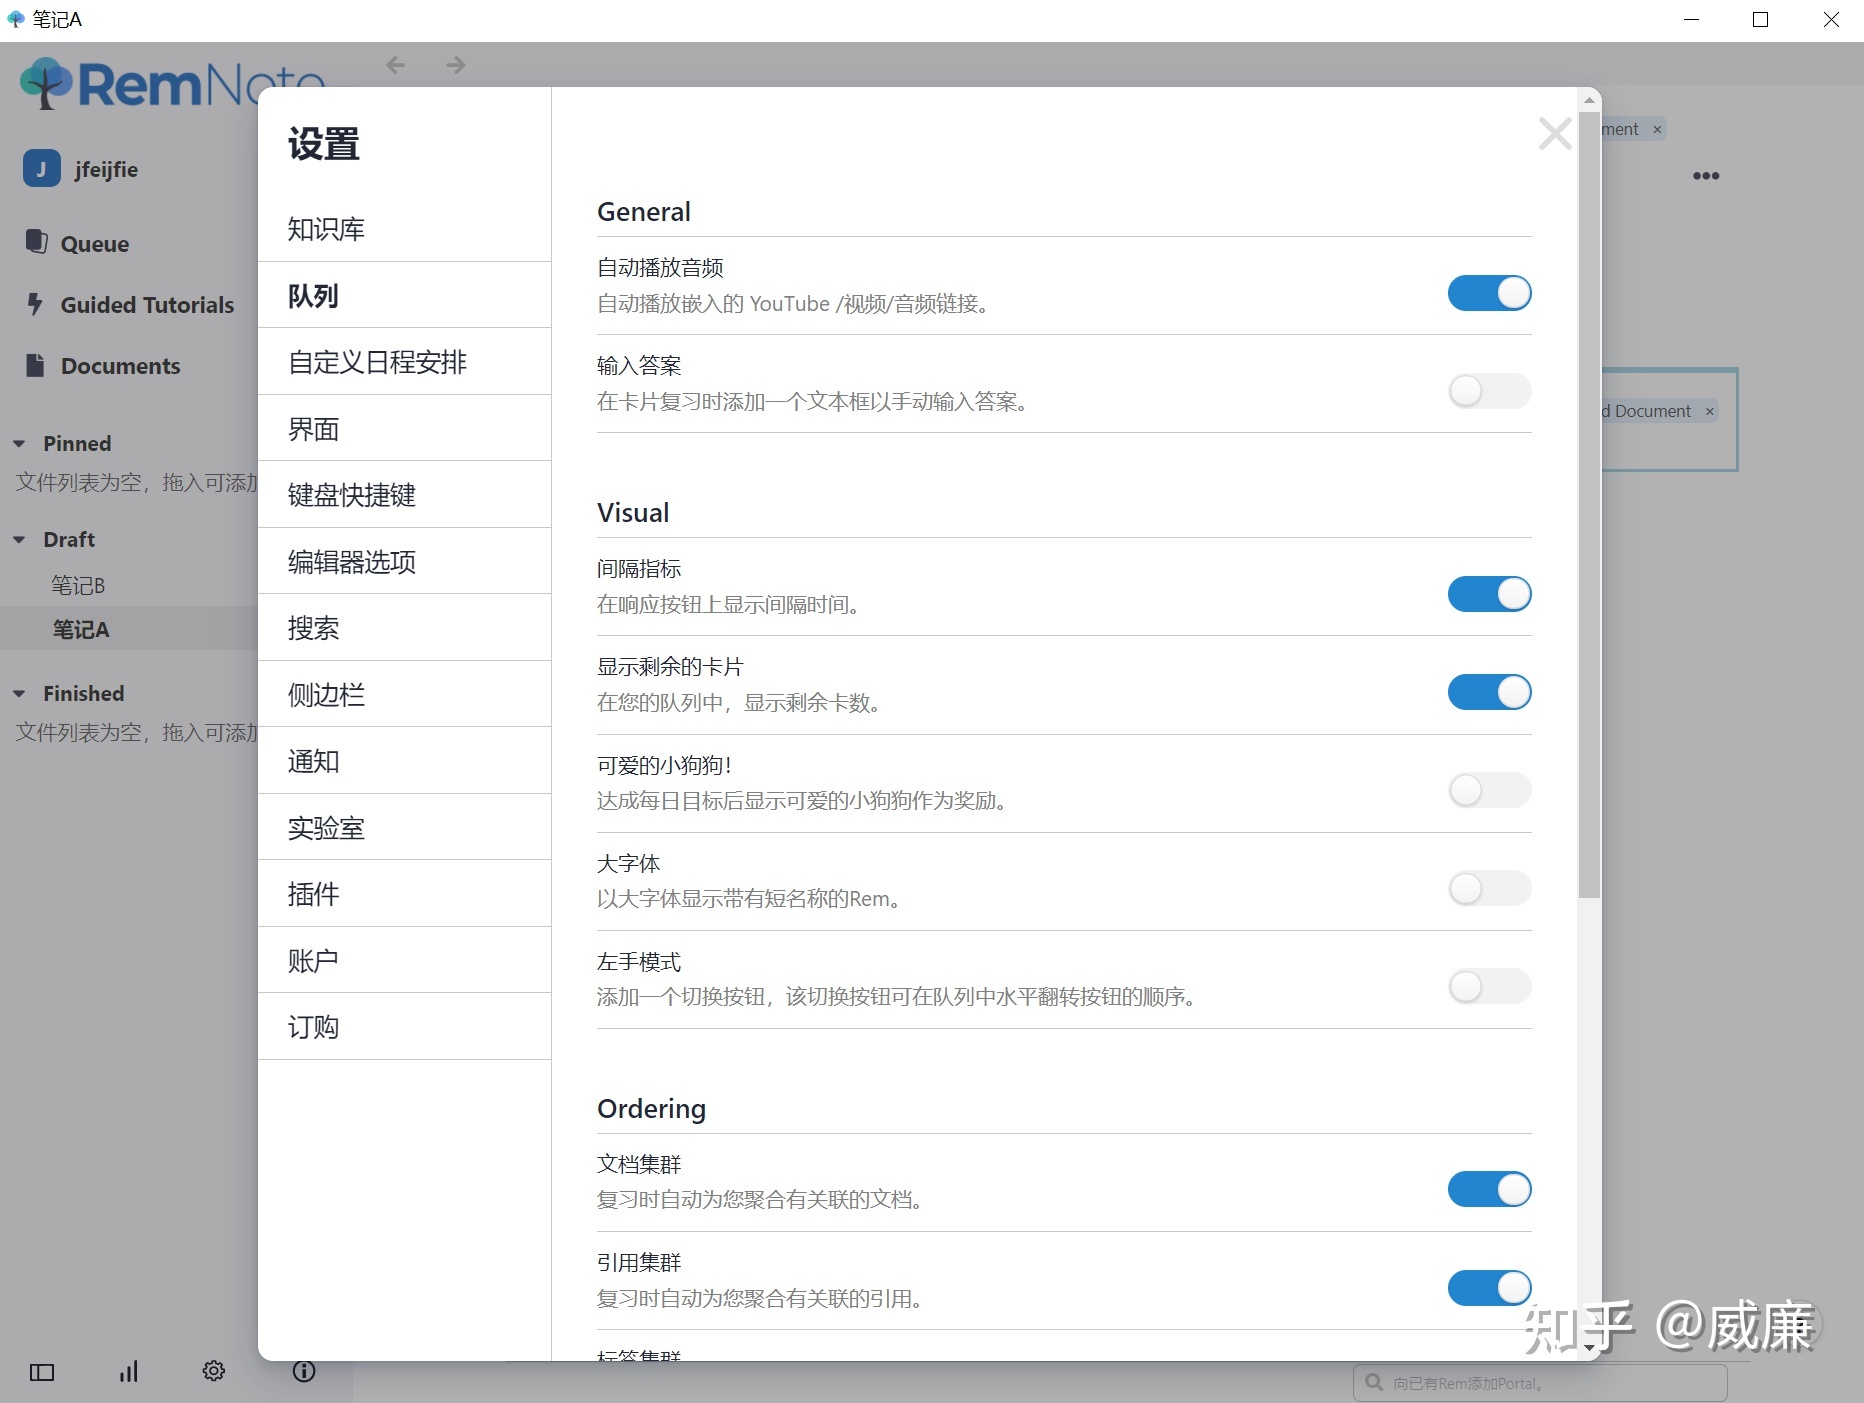 笔记A
RemNote
J
jfeijfie
Queue
Guided Tutorials
Documents
Pinned
文件列表为空，拖入可添加
Draft
笔记B
笔记A
Finished
文件列表为空，拖入可添加
设置
知识库
队列
自定义日程安排
界面
键盘快捷键
编辑器选项
搜索
侧边栏
通知
实验室
插件
账户
订购
General
自动播放音频
自动播放嵌入的 YouTube /视频/音频链接。
输入答案
在卡片复习时添加一个文本框以手动输入答案。
Visual
间隔指标
在响应按钮上显示间隔时间。
显示剩余的卡片
在您的队列中，显示剩余卡数。
可爱的小狗狗！
达成每日目标后显示可爱的小狗狗作为奖励。
大字体
以大字体显示带有短名称的Rem。
左手模式
添加一个切换按钮，该切换按钮可在队列中水平翻转按钮的顺序。
Ordering
文档集群
复习时自动为您聚合有关联的文档。
引用集群
复习时自动为您聚合有关联的引用。
标签集群
ment ×
d Document ×
向已有Rem添加Portal。
知乎 @威廉